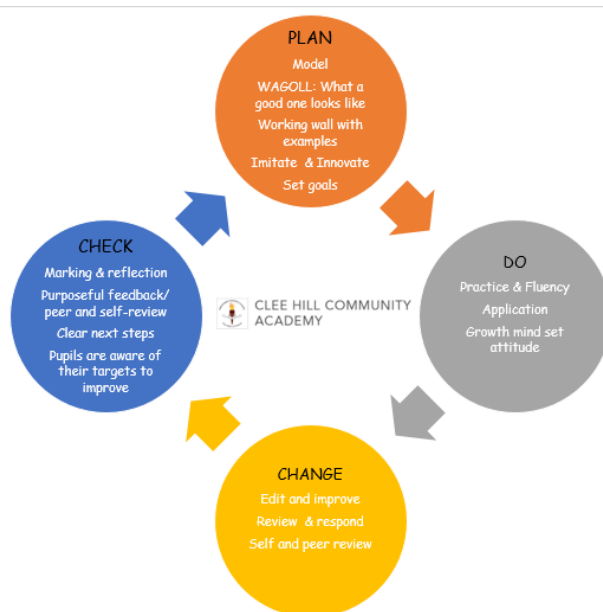 PLAN
Model
WAGOLL: What a
good one looks like
Working wall with
examples
Imitate & Innovate
Set goals
DO
Practice & Fluency
Application
Growth mind set
attitude
CHANGE
Edit and improve
Review & respond
Self and peer review
CHECK
Marking & reflection
Purposeful feedback/
peer and self-review
Clear next steps
Pupils are aware of
their targets to
improve
CLEE HILL COMMUNITY
ACADEMY